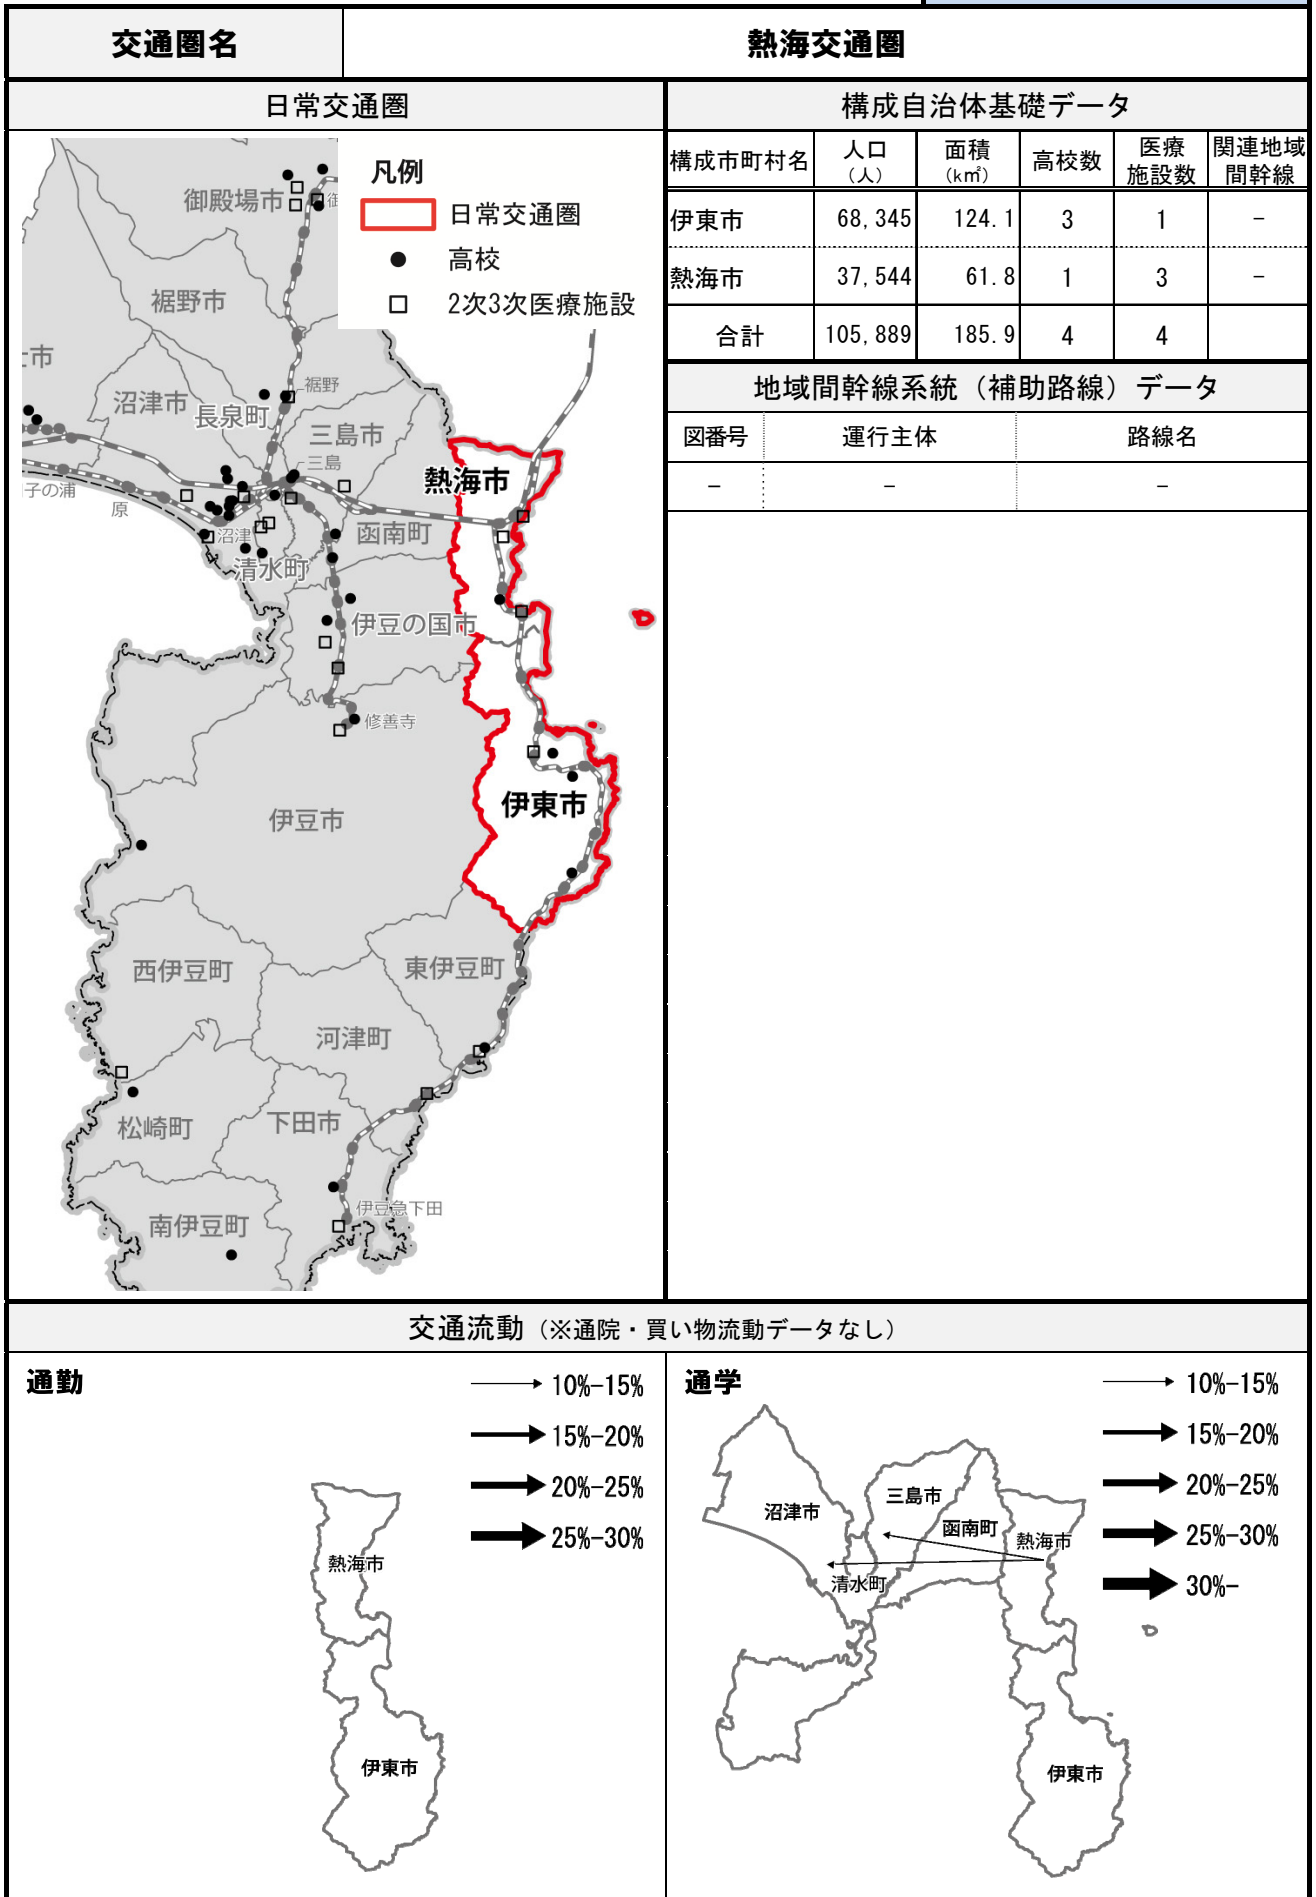 交通圏名 熱海交通圏
日常交通圏
凡例
日常交通圏
高校
2次3次医療施設
御殿場市
御
裾野市
士市
沼津市
長泉町
裾野
三島市
三島
熱海市
子の浦
原
沼津
函南町
清水町
伊豆の国市
修善寺
伊豆市
伊東市
西伊豆町
東伊豆町
河津町
松崎町
下田市
伊豆急下田
南伊豆町
構成自治体基礎データ
構成市町村名 人口（人） 面積（k㎡） 高校数 医療施設数 関連地域間幹線
伊東市 68,345 124.1 3 1 －
熱海市 37,544 61.8 1 3 －
合計 105,889 185.9 4 4
地域間幹線系統（補助路線）データ
図番号 運行主体 路線名
－ － －
交通流動（※通院・買い物流動データなし）
通勤
10%-15%
15%-20%
20%-25%
25%-30%
熱海市
伊東市
通学
10%-15%
15%-20%
20%-25%
25%-30%
30%-
沼津市
三島市
函南町
熱海市
清水町
伊東市